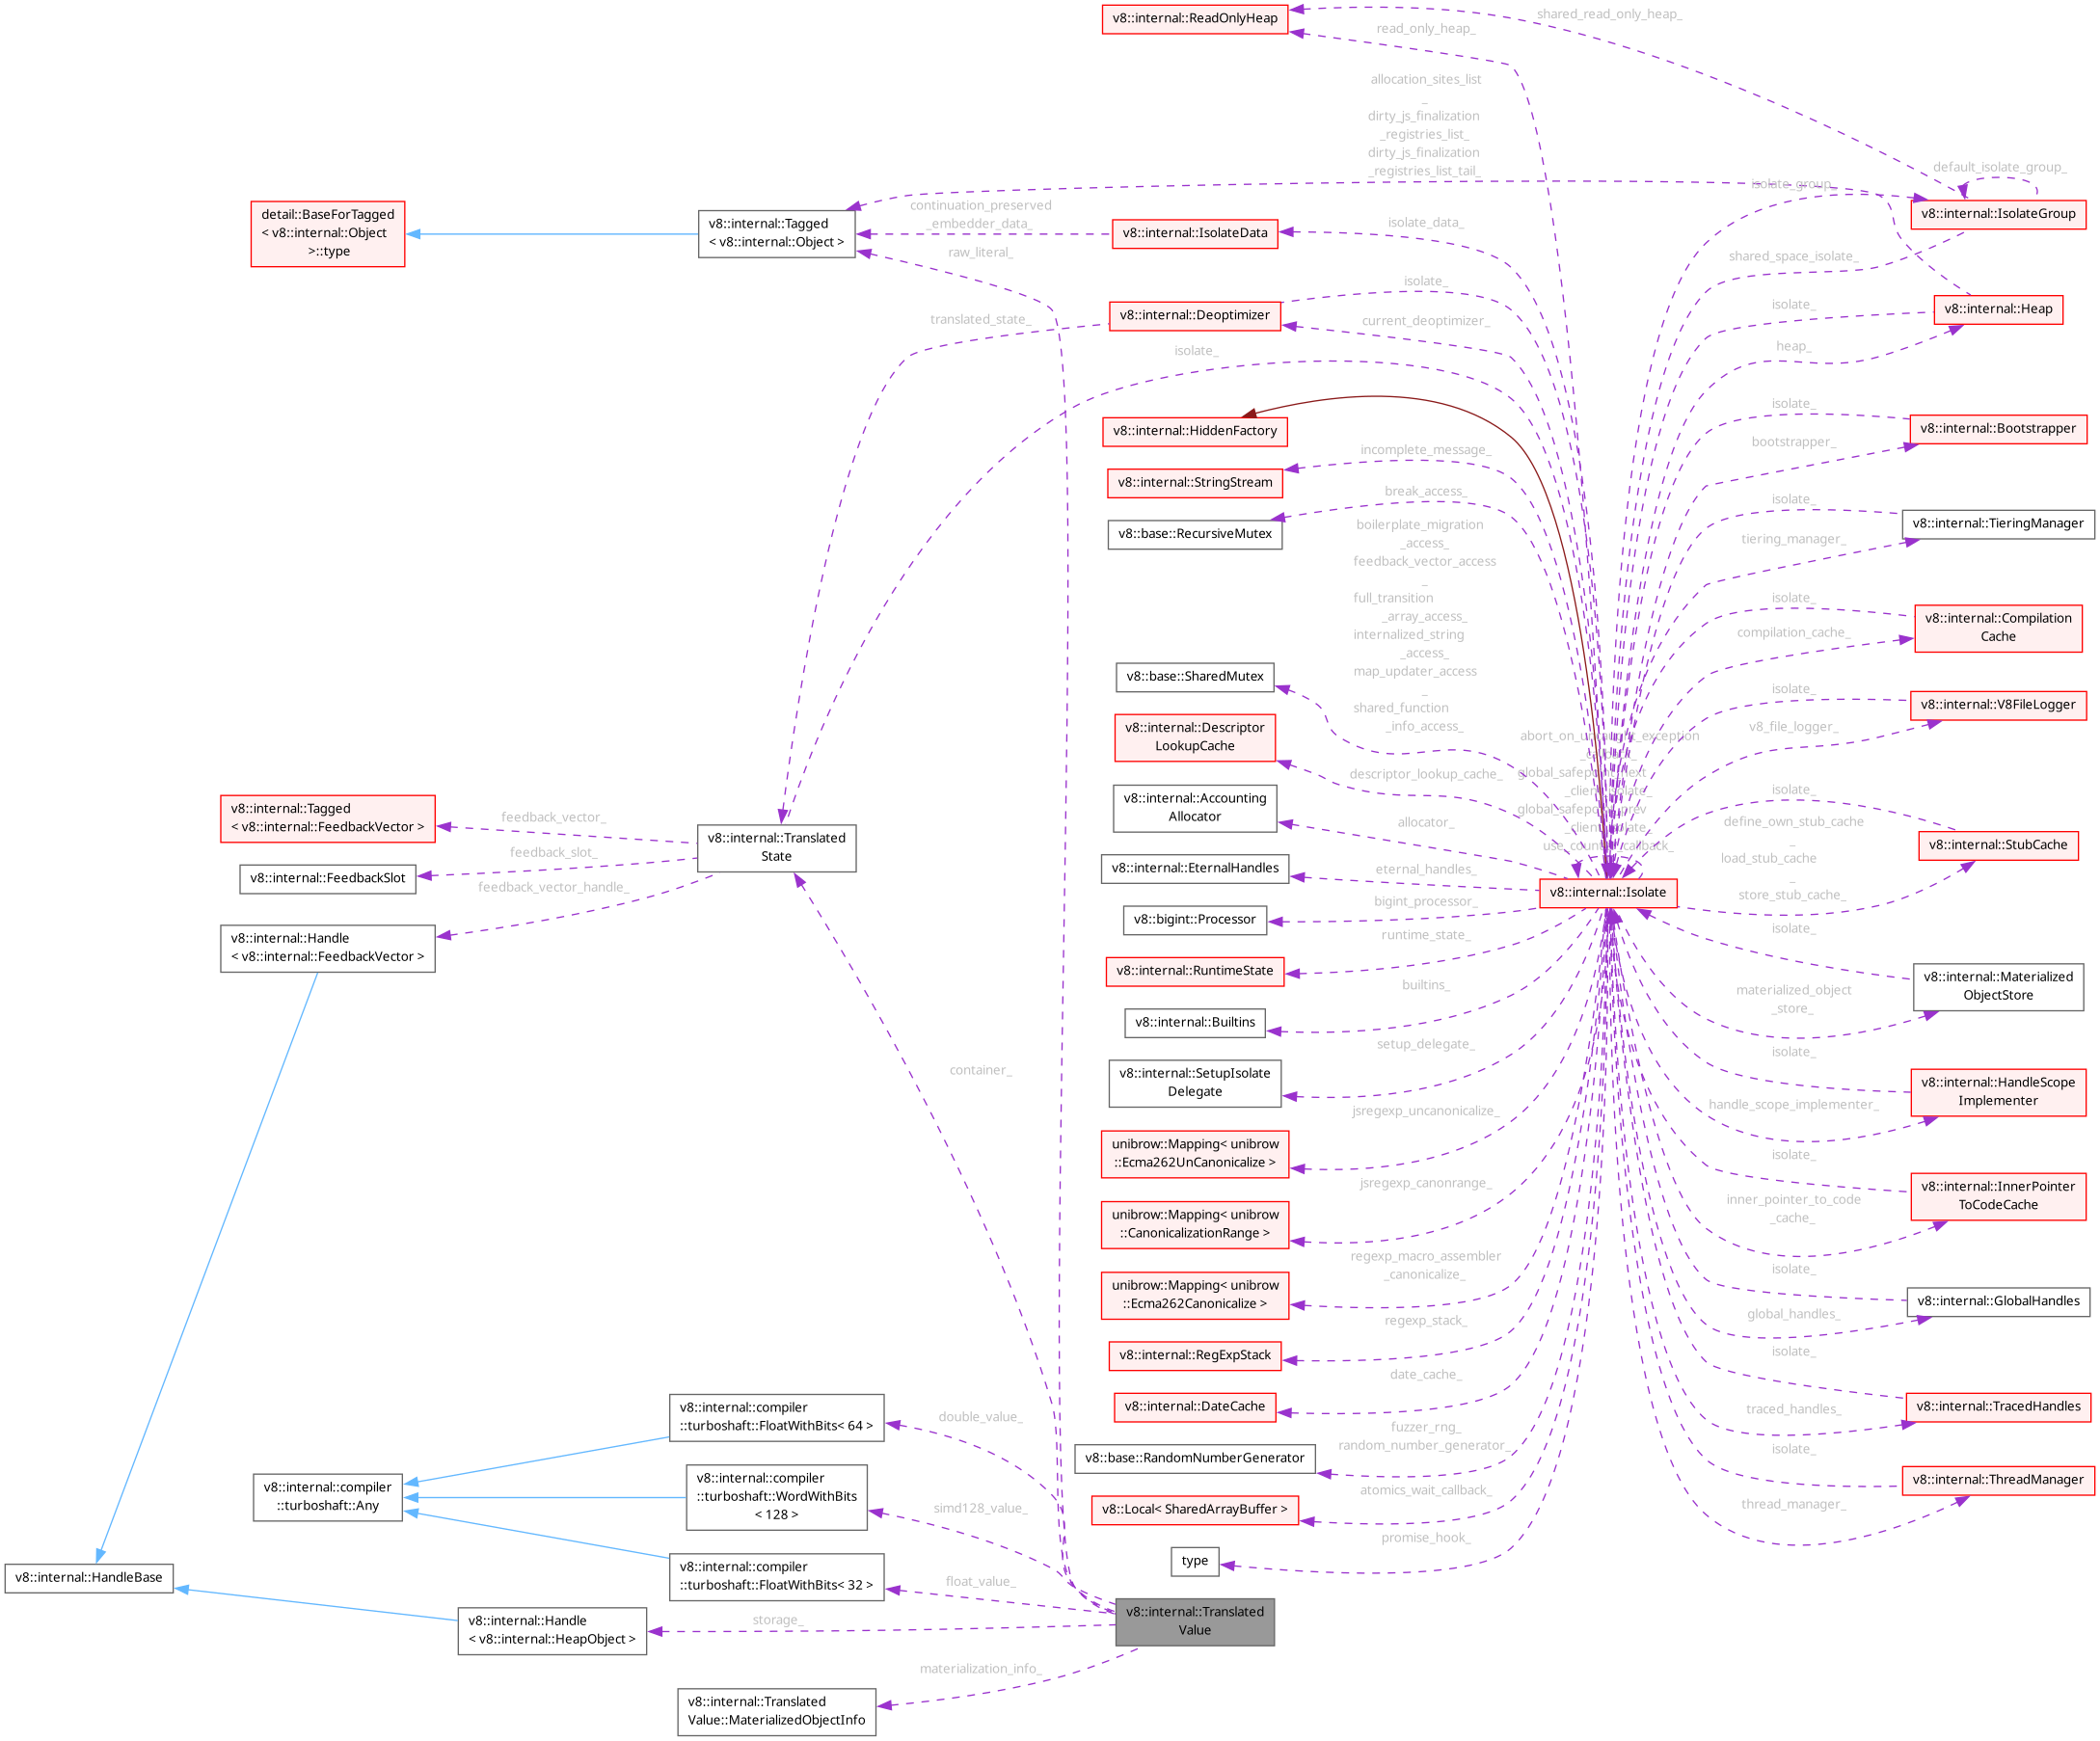 v8::internal::ReadOnlyHeap
shared_read_only_heap_
read_only_heap_
allocation_sites_list
_
dirty_js_finalization
_registries_list_
dirty_js_finalization
_registries_list_tail_
default_isolate_group_
isolate_group_
v8::internal::IsolateGroup
detail::BaseForTagged
< v8::internal::Object
>::type
v8::internal::Tagged
< v8::internal::Object >
continuation_preserved
_embedder_data_
raw_literal_
v8::internal::IsolateData
isolate_data_
shared_space_isolate_
v8::internal::Deoptimizer
isolate_
current_deoptimizer_
translated_state_
isolate_
isolate_
heap_
v8::internal::Heap
v8::internal::HiddenFactory
isolate_
bootstrapper_
v8::internal::Bootstrapper
v8::internal::StringStream
incomplete_message_
v8::base::RecursiveMutex
break_access_
isolate_
tiering_manager_
v8::internal::TieringManager
boilerplate_migration
_access_
feedback_vector_access
_
full_transition
_array_access_
internalized_string
_access_
map_updater_access
_
shared_function
_info_access_
isolate_
compilation_cache_
v8::internal::Compilation
Cache
v8::base::SharedMutex
isolate_
v8_file_logger_
v8::internal::V8FileLogger
v8::internal::Descriptor
LookupCache
descriptor_lookup_cache_
use_counter_callback_
v8::internal::Accounting
Allocator
allocator_
isolate_
define_own_stub_cache
_
load_stub_cache
_
store_stub_cache_
v8::internal::StubCache
v8::internal::Tagged
< v8::internal::FeedbackVector >
feedback_vector_
v8::internal::Translated
State
v8::internal::FeedbackSlot
feedback_slot_
feedback_vector_handle_
v8::internal::Handle
< v8::internal::FeedbackVector >
v8::internal::EternalHandles
eternal_handles_
v8::internal::Isolate
v8::bigint::Processor
bigint_processor_
v8::internal::RuntimeState
runtime_state_
isolate_
materialized_object
_store_
v8::internal::Materialized
ObjectStore
v8::internal::Builtins
builtins_
v8::internal::SetupIsolate
Delegate
setup_delegate_
container_
isolate_
handle_scope_implementer_
v8::internal::HandleScope
Implementer
unibrow::Mapping< unibrow
::Ecma262UnCanonicalize >
jsregexp_uncanonicalize_
isolate_
inner_pointer_to_code
_cache_
v8::internal::InnerPointer
ToCodeCache
unibrow::Mapping< unibrow
::CanonicalizationRange >
jsregexp_canonrange_
unibrow::Mapping< unibrow
::Ecma262Canonicalize >
regexp_macro_assembler
_canonicalize_
isolate_
global_handles_
v8::internal::GlobalHandles
v8::internal::RegExpStack
regexp_stack_
v8::internal::DateCache
date_cache_
isolate_
traced_handles_
v8::internal::TracedHandles
v8::internal::compiler
::turboshaft::FloatWithBits< 64 >
double_value_
v8::base::RandomNumberGenerator
fuzzer_rng_
random_number_generator_
isolate_
thread_manager_
v8::internal::ThreadManager
v8::internal::compiler
::turboshaft::Any
v8::internal::compiler
::turboshaft::WordWithBits
< 128 >
simd128_value_
v8::Local< SharedArrayBuffer >
atomics_wait_callback_
type
promise_hook_
v8::internal::HandleBase
v8::internal::compiler
::turboshaft::FloatWithBits< 32 >
float_value_
v8::internal::Handle
< v8::internal::HeapObject >
storage_
v8::internal::Translated
Value
materialization_info_
v8::internal::Translated
Value::MaterializedObjectInfo